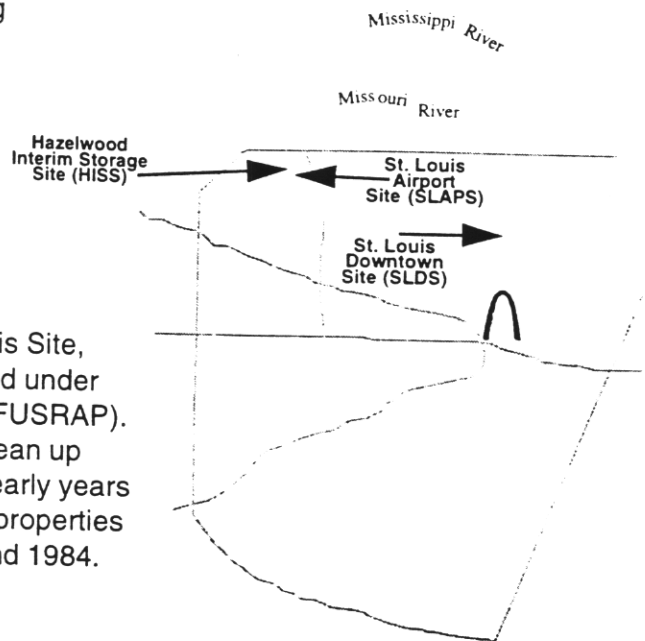 g
Mississippi River
Missouri River
Hazelwood
Interim Storage
Site (HISS)
St. Louis
Airport
Site (SLAPS)
St. Louis
Downtown
Site (SLDS)
is Site,
d under
FUSRAP).
ean up
early years
properties
nd 1984.